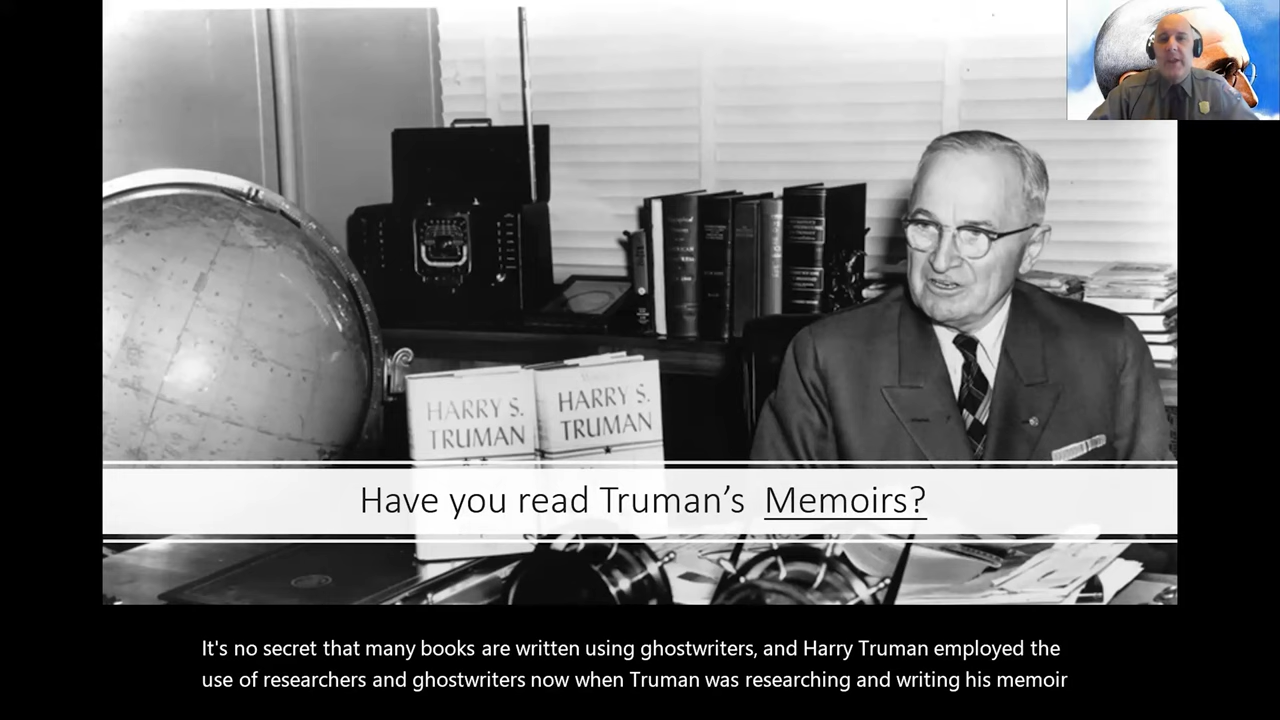 HARRY S.
TRUMAN
HARRY S.
TRUMAN
Have you read Truman’s Memoirs?
It's no secret that many books are written using ghostwriters, and Harry Truman employed the
use of researchers and ghostwriters now when Truman was researching and writing his memoir